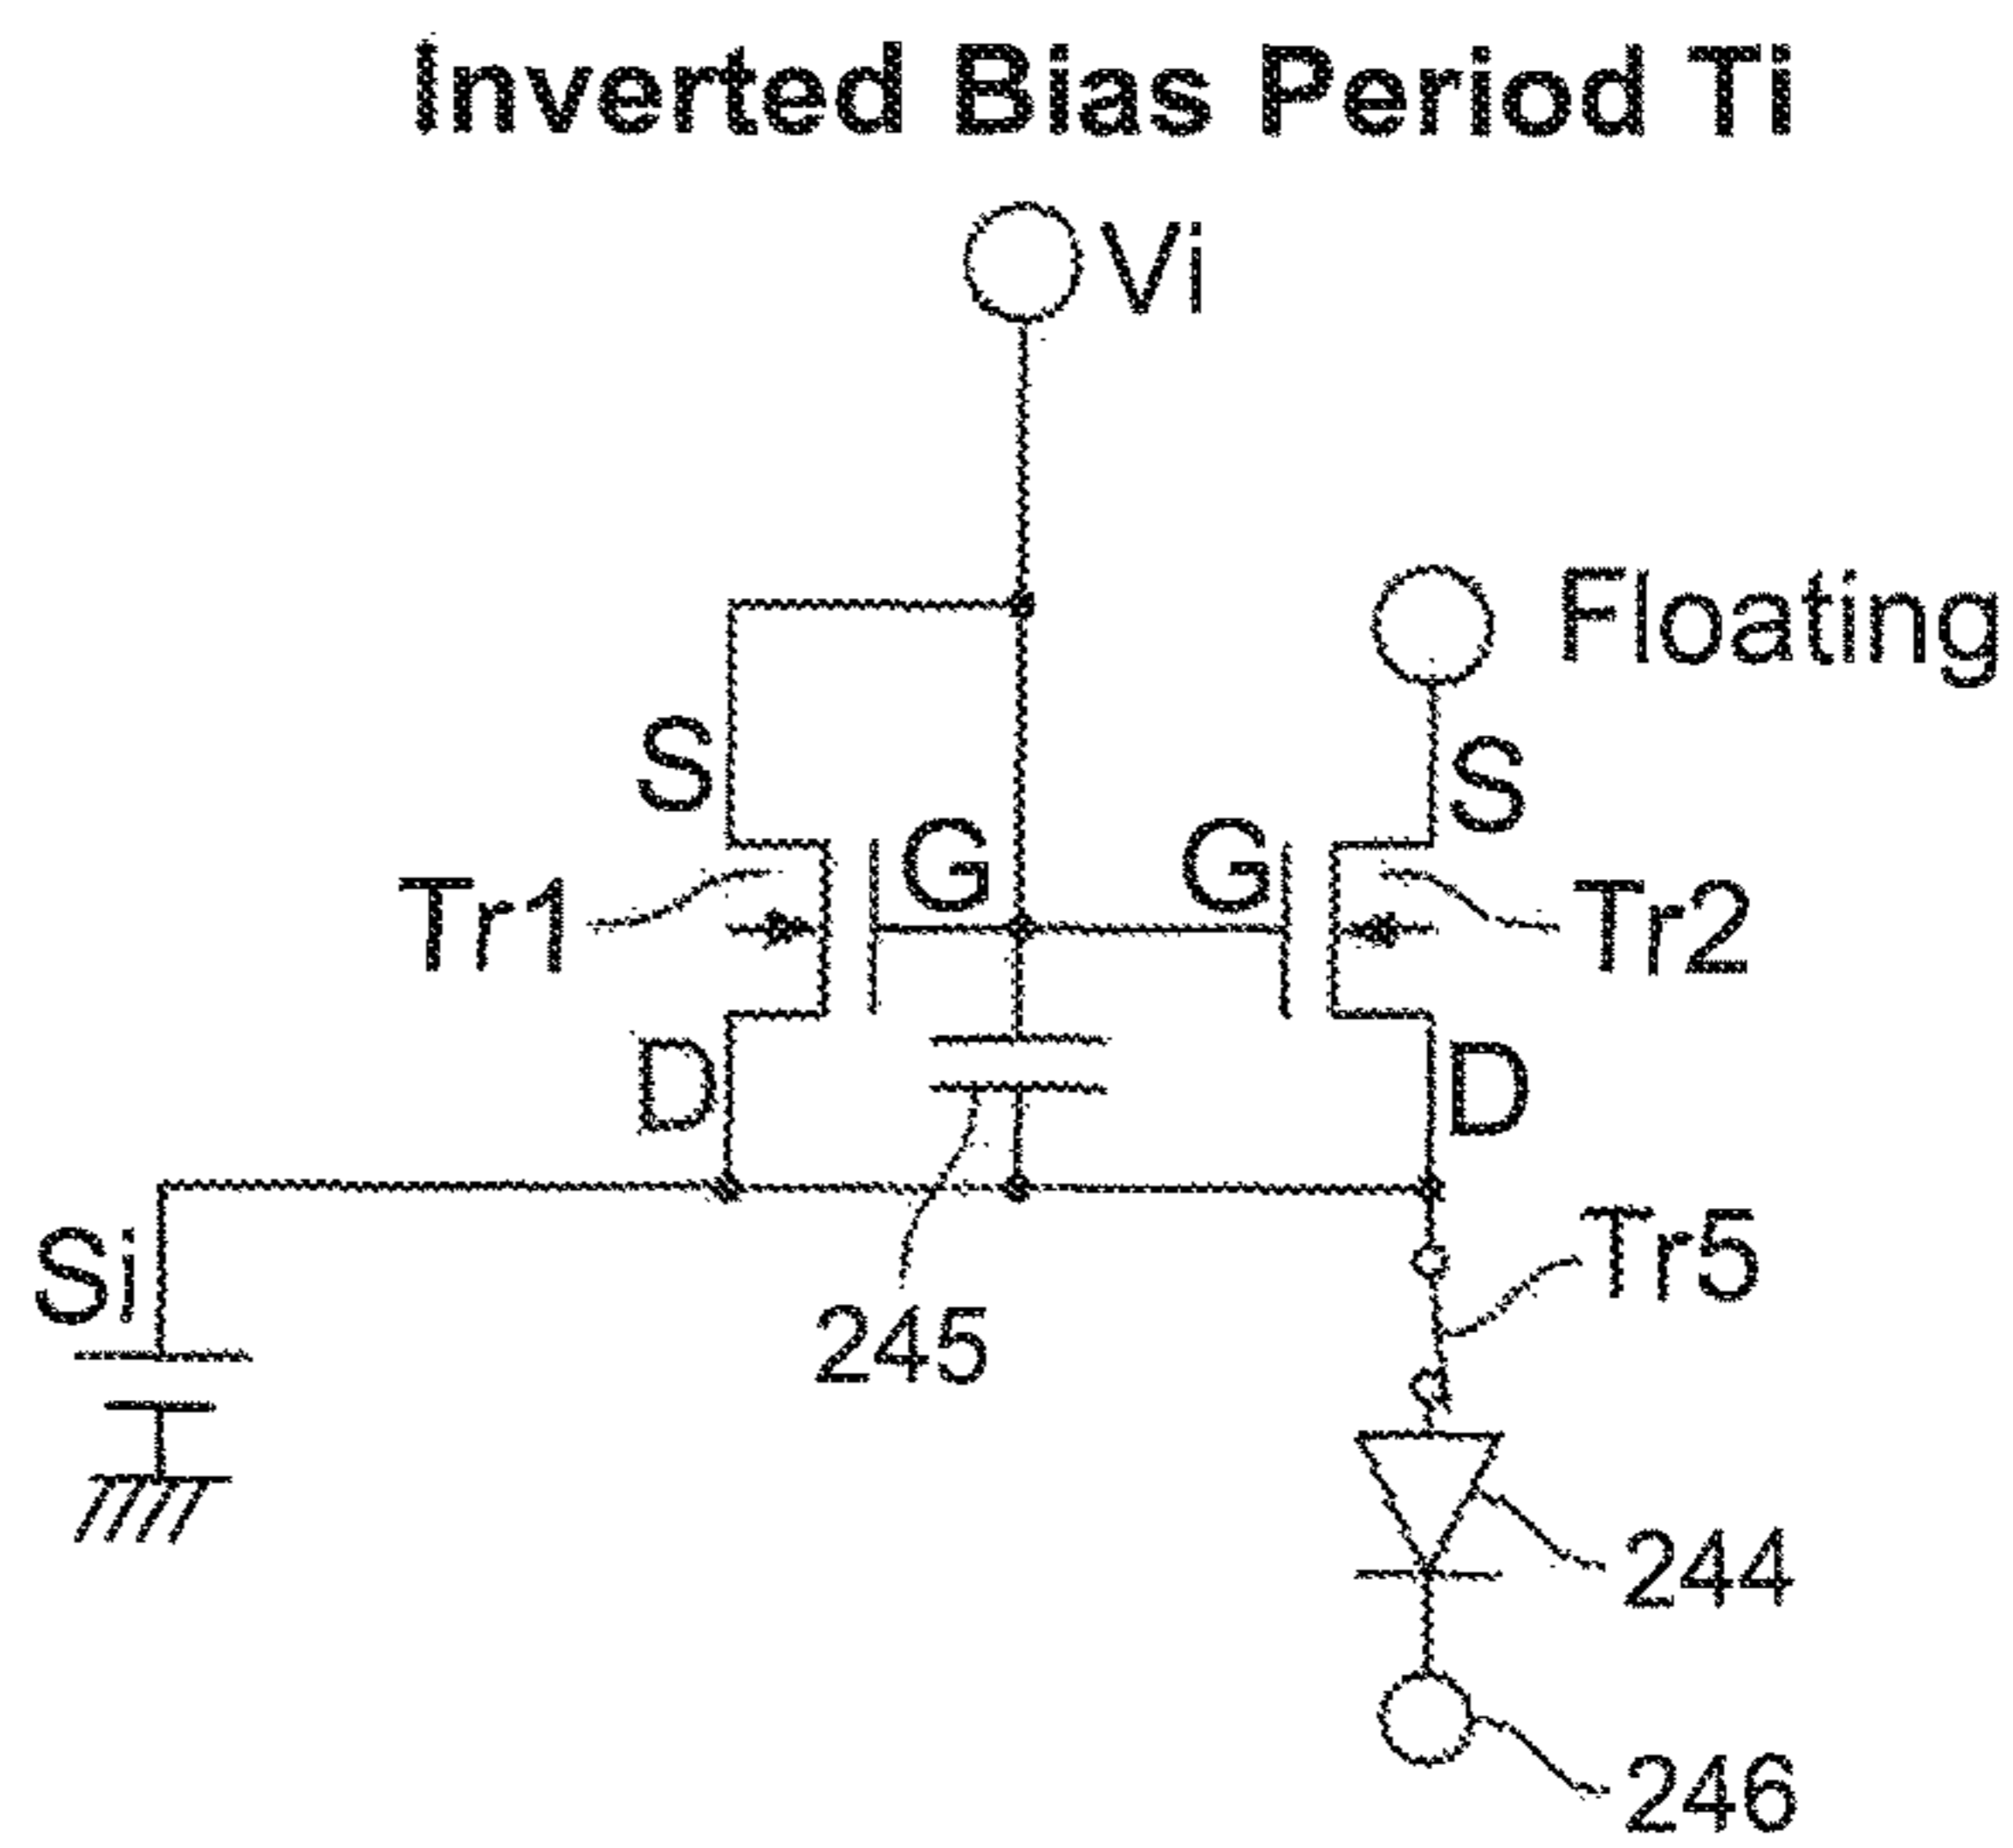 Inverted Bias Period Ti
Vi
Floating
S
S
G
G
Tr1
Tr2
D
D
Si
Tr5
245
244
246